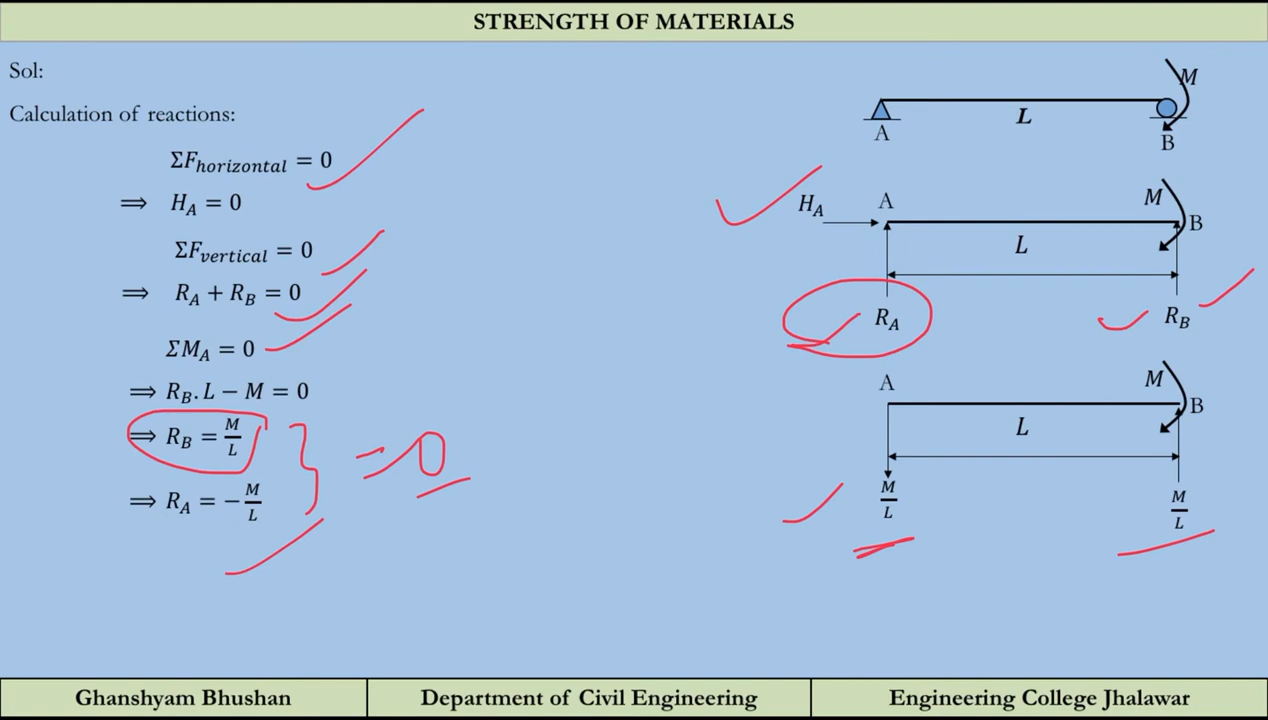 STRENGTH OF MATERIALS
Sol:
Calculation of reactions:
ΣF_horizontal = 0
⟹ H_A = 0
ΣF_vertical = 0
⟹ R_A + R_B = 0
ΣM_A = 0
⟹ R_B. L − M = 0
⟹ R_B = M/L
⟹ R_A = −M/L
= 0
M
L
A
B
H_A
A
M
B
L
R_A
R_B
A
M
B
L
M/L
M/L
Ghanshyam Bhushan
Department of Civil Engineering
Engineering College Jhalawar